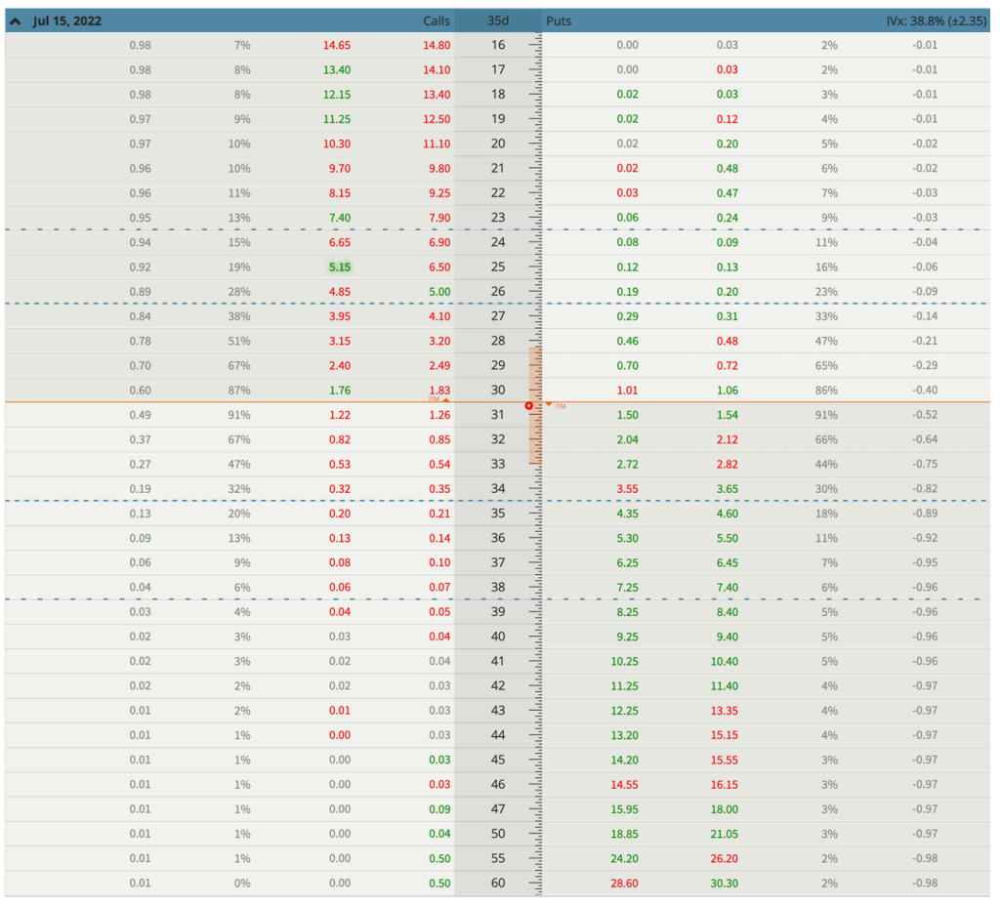 Jul 15, 2022 Calls 35d Puts IVx: 38.8% (±2.35)
0.98 7% 14.65 14.80 16 0.00 0.03 2% -0.01
0.98 8% 13.40 14.10 17 0.00 0.03 2% -0.01
0.98 8% 12.15 13.40 18 0.02 0.03 3% -0.01
0.97 9% 11.25 12.50 19 0.02 0.12 4% -0.01
0.97 10% 10.30 11.10 20 0.02 0.20 5% -0.02
0.96 10% 9.70 9.80 21 0.02 0.48 6% -0.02
0.96 11% 8.15 9.25 22 0.03 0.47 7% -0.03
0.95 13% 7.40 7.90 23 0.06 0.24 9% -0.03
0.94 15% 6.65 6.90 24 0.08 0.09 11% -0.04
0.92 19% 5.15 6.50 25 0.12 0.13 16% -0.06
0.89 28% 4.85 5.00 26 0.19 0.20 23% -0.09
0.84 38% 3.95 4.10 27 0.29 0.31 33% -0.14
0.78 51% 3.15 3.20 28 0.46 0.48 47% -0.21
0.70 67% 2.40 2.49 29 0.70 0.72 65% -0.29
0.60 87% 1.76 1.83 30 1.01 1.06 86% -0.40
ITM ITM
0.49 91% 1.22 1.26 31 1.50 1.54 91% -0.52
0.37 67% 0.82 0.85 32 2.04 2.12 66% -0.64
0.27 47% 0.53 0.54 33 2.72 2.82 44% -0.75
0.19 32% 0.32 0.35 34 3.55 3.65 30% -0.82
0.13 20% 0.20 0.21 35 4.35 4.60 18% -0.89
0.09 13% 0.13 0.14 36 5.30 5.50 11% -0.92
0.06 9% 0.08 0.10 37 6.25 6.45 7% -0.95
0.04 6% 0.06 0.07 38 7.25 7.40 6% -0.96
0.03 4% 0.04 0.05 39 8.25 8.40 5% -0.96
0.02 3% 0.03 0.04 40 9.25 9.40 5% -0.96
0.02 3% 0.02 0.04 41 10.25 10.40 5% -0.96
0.02 2% 0.02 0.03 42 11.25 11.40 4% -0.97
0.01 2% 0.01 0.03 43 12.25 13.35 4% -0.97
0.01 1% 0.00 0.03 44 13.20 15.15 4% -0.97
0.01 1% 0.00 0.03 45 14.20 15.55 3% -0.97
0.01 1% 0.00 0.03 46 14.55 16.15 3% -0.97
0.01 1% 0.00 0.09 47 15.95 18.00 3% -0.97
0.01 1% 0.00 0.04 50 18.85 21.05 3% -0.97
0.01 1% 0.00 0.50 55 24.20 26.20 2% -0.98
0.01 0% 0.00 0.50 60 28.60 30.30 2% -0.98